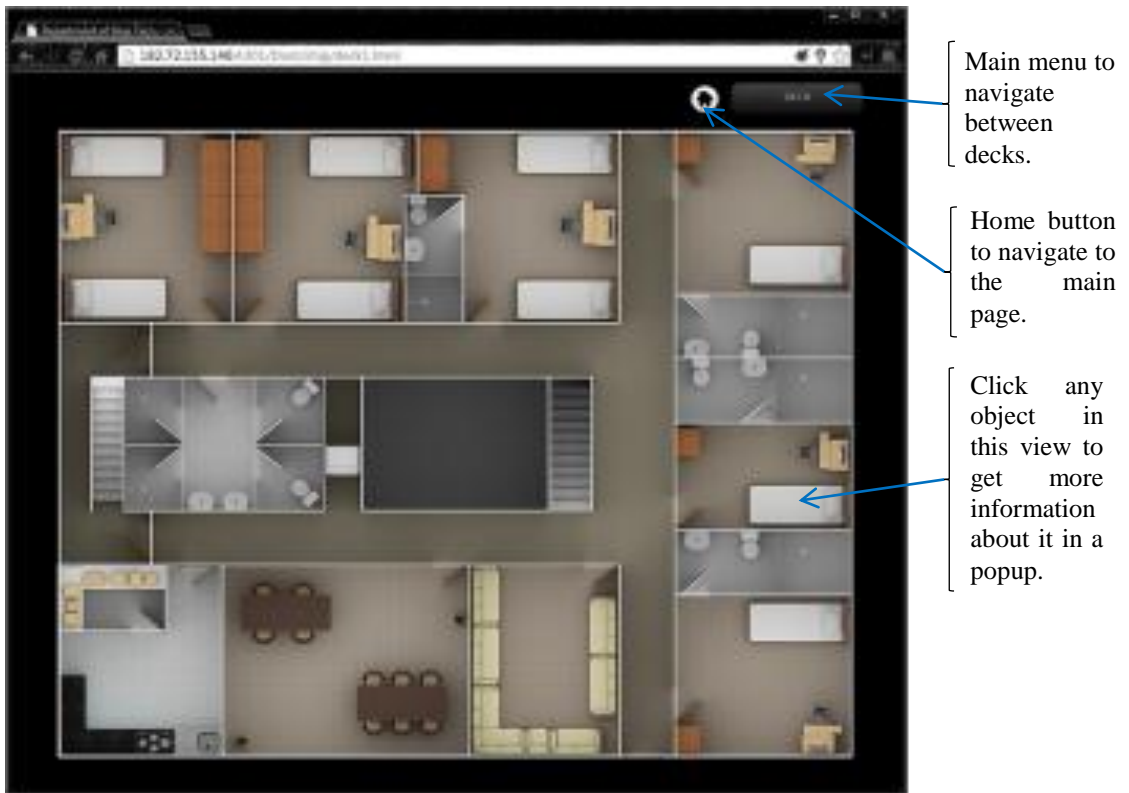 Main menu to
navigate
between
decks.
Home button
to navigate to
the main
page.
Click any
object in
this view to
get more
information
about it in a
popup.